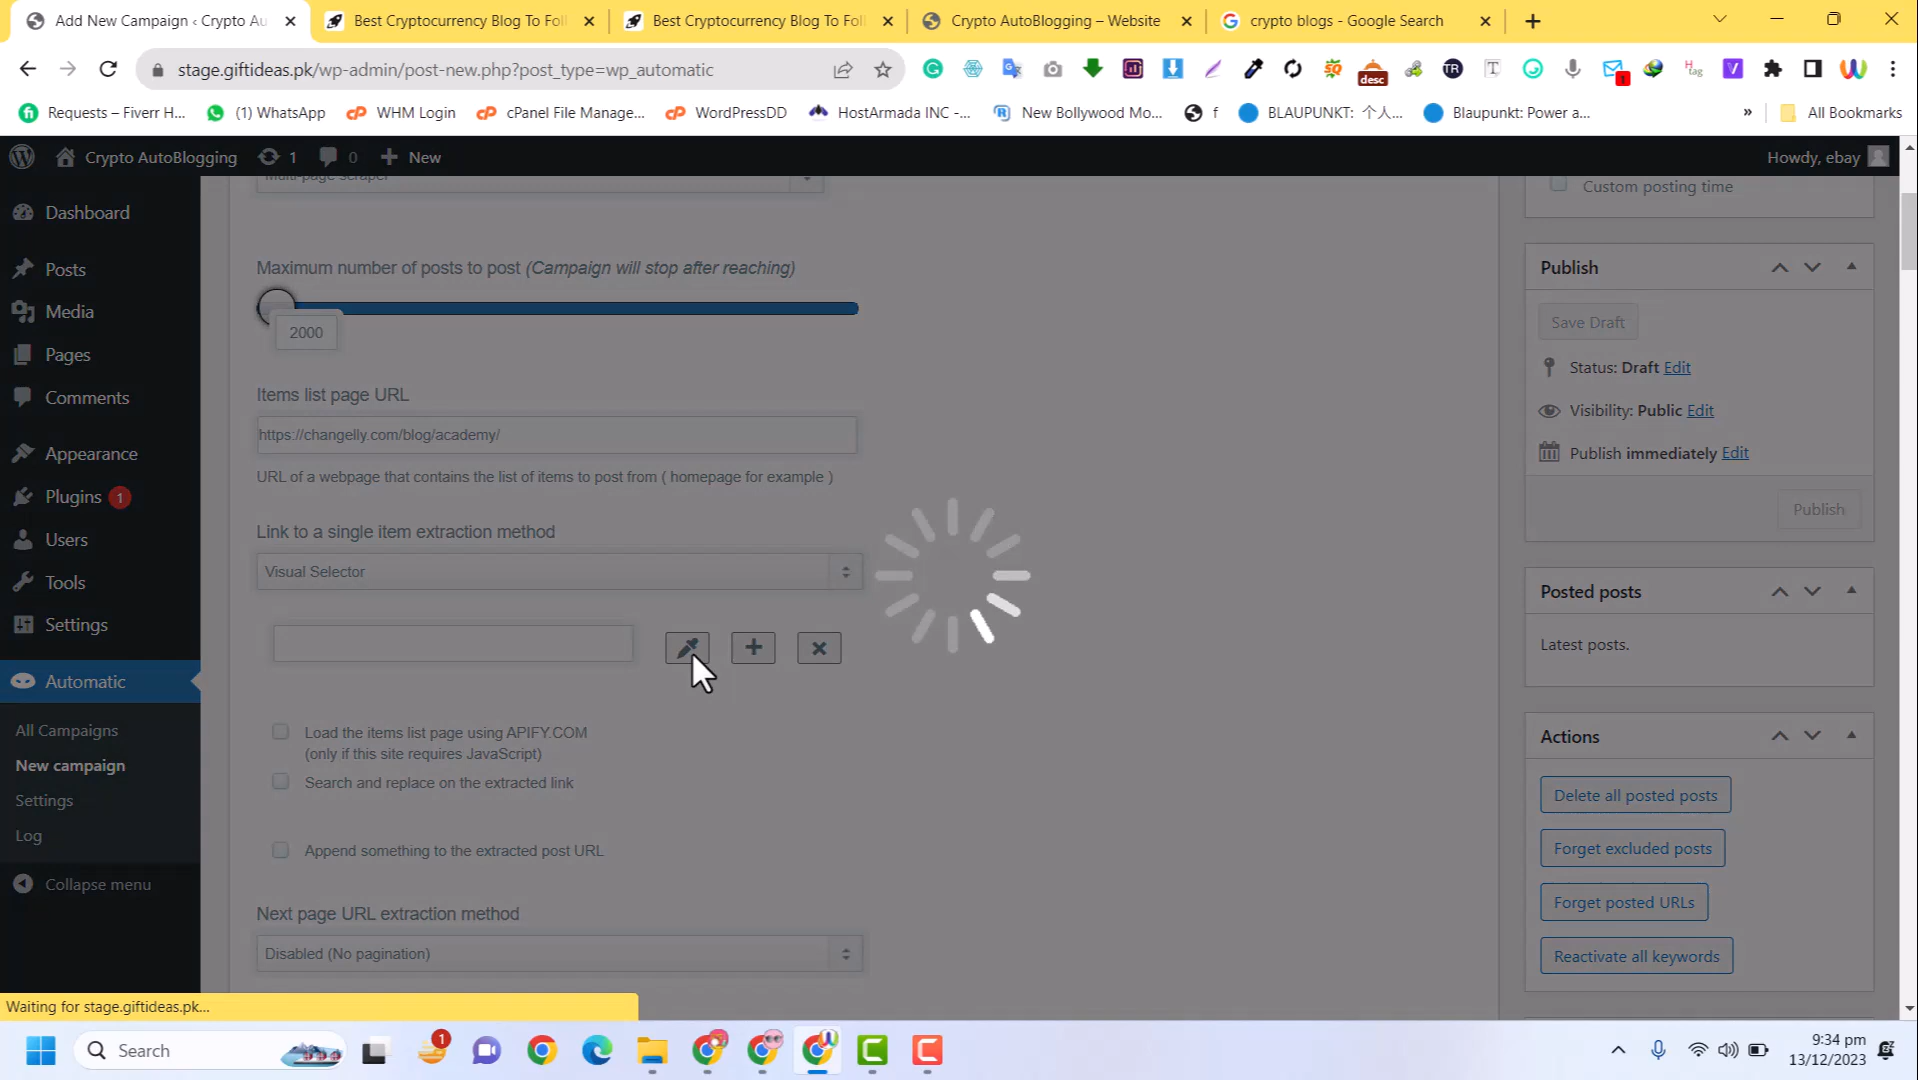 Add New Campaign ‹ Crypto Au
Best Cryptocurrency Blog To Foll
Best Cryptocurrency Blog To Foll
Crypto AutoBlogging – Website
crypto blogs - Google Search
stage.giftideas.pk/wp-admin/post-new.php?post_type=wp_automatic
desc
TR
1
Requests – Fiverr H...
(1) WhatsApp
WHM Login
cPanel File Manage...
WordPressDD
HostArmada INC -...
New Bollywood Mo...
f
BLAUPUNKT: 个人...
Blaupunkt: Power a...
»
All Bookmarks
Crypto AutoBlogging
1
0
New
Howdy, ebay
Dashboard
Posts
Media
Pages
Comments
Appearance
Plugins 1
Users
Tools
Settings
Automatic
All Campaigns
New campaign
Settings
Log
Collapse menu
Multi-page scraper
Maximum number of posts to post (Campaign will stop after reaching)
2000
Items list page URL
https://changelly.com/blog/academy/
URL of a webpage that contains the list of items to post from ( homepage for example )
Link to a single item extraction method
Visual Selector
Load the items list page using APIFY.COM
(only if this site requires JavaScript)
Search and replace on the extracted link
Append something to the extracted post URL
Next page URL extraction method
Disabled (No pagination)
Custom posting time
Publish
Save Draft
Status: Draft Edit
Visibility: Public Edit
Publish immediately Edit
Publish
Posted posts
Latest posts.
Actions
Delete all posted posts
Forget excluded posts
Forget posted URLs
Reactivate all keywords
Waiting for stage.giftideas.pk...
Search
1
9:34 pm
13/12/2023